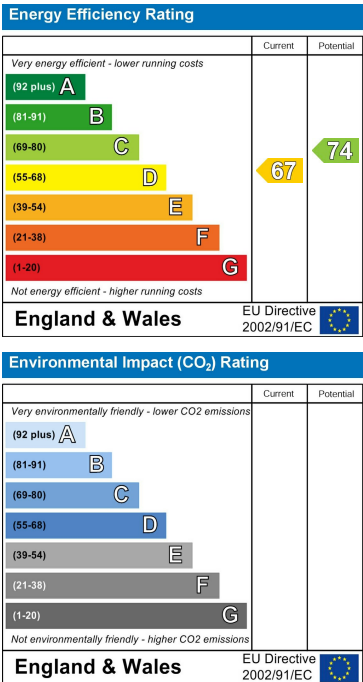 Energy Efficiency Rating
Current Potential
Very energy efficient - lower running costs
(92 plus) A
(81-91) B
(69-80) C
(55-68) D
(39-54) E
(21-38) F
(1-20) G
67
74
Not energy efficient - higher running costs
England & Wales
EU Directive
2002/91/EC
Environmental Impact (CO₂) Rating
Current Potential
Very environmentally friendly - lower CO2 emissions
(92 plus) A
(81-91) B
(69-80) C
(55-68) D
(39-54) E
(21-38) F
(1-20) G
Not environmentally friendly - higher CO2 emissions
England & Wales
EU Directive
2002/91/EC